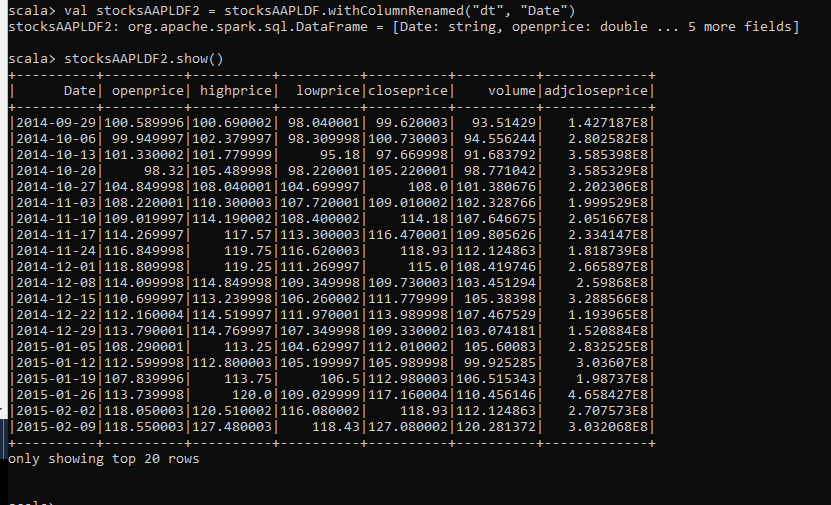 scala> val stocksAAPLDF2 = stocksAAPLDF.withColumnRenamed("dt", "Date")
stocksAAPLDF2: org.apache.spark.sql.DataFrame = [Date: string, openprice: double ... 5 more fields]
scala> stocksAAPLDF2.show()
+----------+----------+----------+----------+----------+----------+-------------+
|      Date| openprice| highprice|  lowprice|closeprice|    volume|adjcloseprice|
+----------+----------+----------+----------+----------+----------+-------------+
|2014-09-29|100.589996|100.690002| 98.040001| 99.620003|  93.51429|   1.427187E8|
|2014-10-06| 99.949997|102.379997| 98.309998|100.730003| 94.556244|   2.802582E8|
|2014-10-13|101.330002|101.779999|     95.18| 97.669998| 91.683792|   3.585398E8|
|2014-10-20|     98.32|105.489998| 98.220001|105.220001| 98.771042|   3.585329E8|
|2014-10-27|104.849998|108.040001|104.699997|     108.0|101.380676|   2.202306E8|
|2014-11-03|108.220001|110.300003|107.720001|109.010002|102.328766|   1.999529E8|
|2014-11-10|109.019997|114.190002|108.400002|    114.18|107.646675|   2.051667E8|
|2014-11-17|114.269997|    117.57|113.300003|116.470001|109.805626|   2.334147E8|
|2014-11-24|116.849998|    119.75|116.620003|    118.93|112.124863|   1.818739E8|
|2014-12-01|118.809998|    119.25|111.269997|     115.0|108.419746|   2.665897E8|
|2014-12-08|114.099998|114.849998|109.349998|109.730003|103.451294|    2.59868E8|
|2014-12-15|110.699997|113.239998|106.260002|111.779999| 105.38398|   3.288566E8|
|2014-12-22|112.160004|114.519997|111.970001|113.989998|107.467529|   1.193965E8|
|2014-12-29|113.790001|114.769997|107.349998|109.330002|103.074181|   1.520884E8|
|2015-01-05|108.290001|    113.25|104.629997|112.010002| 105.60083|   2.832525E8|
|2015-01-12|112.599998|112.800003|105.199997|105.989998| 99.925285|    3.03607E8|
|2015-01-19|107.839996|    113.75|     106.5|112.980003|106.515343|    1.98737E8|
|2015-01-26|113.739998|     120.0|109.029999|117.160004|110.456146|   4.658427E8|
|2015-02-02|118.050003|120.510002|116.080002|    118.93|112.124863|   2.707573E8|
|2015-02-09|118.550003|127.480003|    118.43|127.080002|120.281372|   3.032068E8|
+----------+----------+----------+----------+----------+----------+-------------+
only showing top 20 rows
scala>